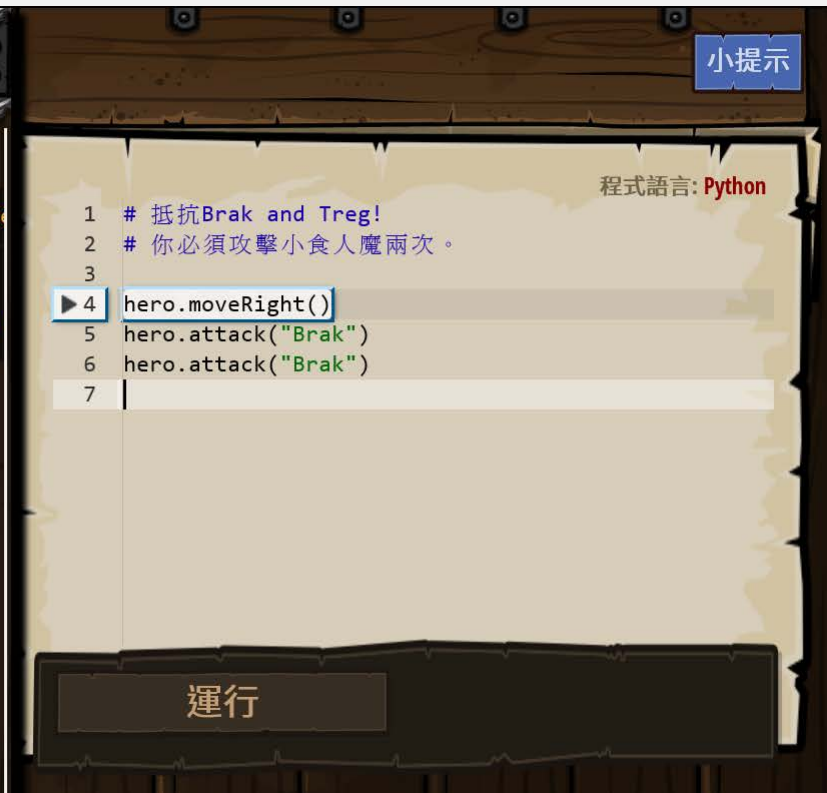 小提示
程式語言: Python
1 # 抵抗Brak and Treg!
2 # 你必須攻擊小食人魔兩次。
3
4 hero.moveRight()
5 hero.attack("Brak")
6 hero.attack("Brak")
7
運行